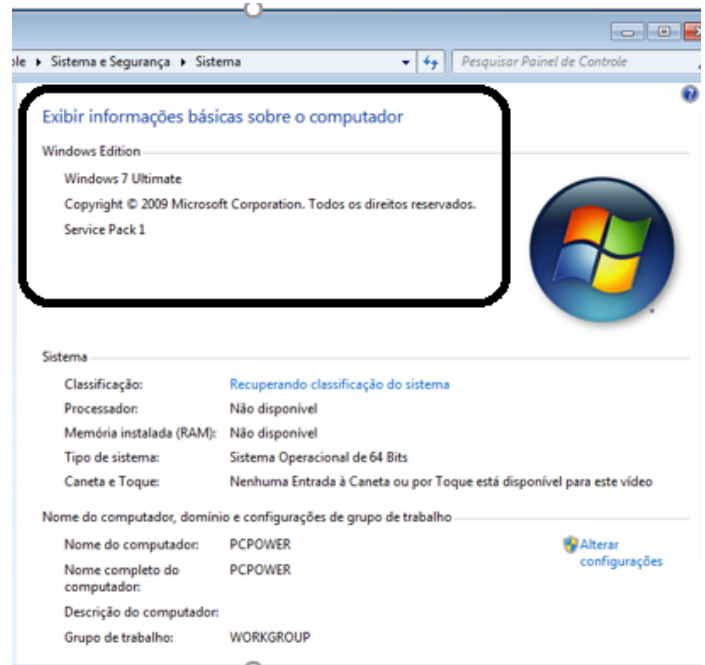 ole ▸ Sistema e Segurança ▸ Sistema
Pesquisar Painel de Controle
Exibir informações básicas sobre o computador
Windows Edition
Windows 7 Ultimate
Copyright © 2009 Microsoft Corporation. Todos os direitos reservados.
Service Pack 1
Sistema
Classificação: Recuperando classificação do sistema
Processador: Não disponível
Memória instalada (RAM): Não disponível
Tipo de sistema: Sistema Operacional de 64 Bits
Caneta e Toque: Nenhuma Entrada à Caneta ou por Toque está disponível para este vídeo
Nome do computador, domínio e configurações de grupo de trabalho
Nome do computador: PCPOWER
Alterar
configurações
Nome completo do PCPOWER
computador:
Descrição do computador:
Grupo de trabalho: WORKGROUP